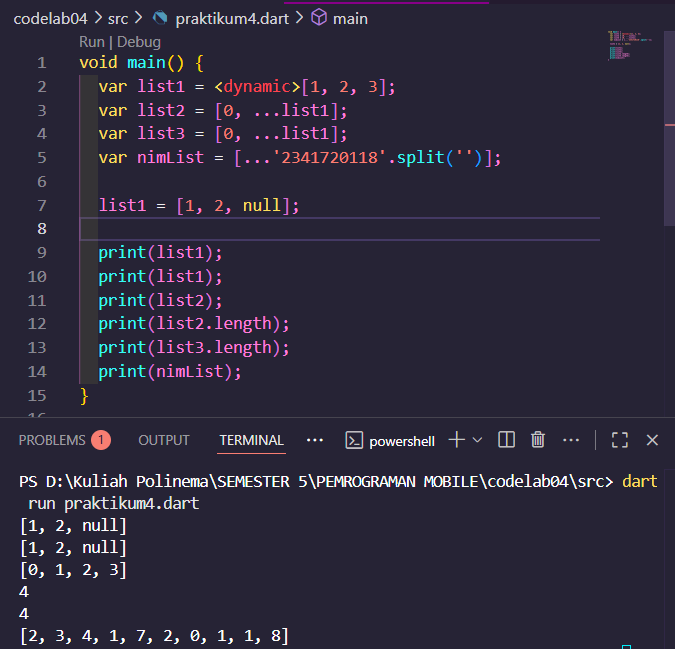 codelab04 > src > praktikum4.dart > main
Run | Debug
1 void main() {
2 var list1 = <dynamic>[1, 2, 3];
3 var list2 = [0, ...list1];
4 var list3 = [0, ...list1];
5 var nimList = [...'2341720118'.split('')];
6
7 list1 = [1, 2, null];
8
9 print(list1);
10 print(list1);
11 print(list2);
12 print(list2.length);
13 print(list3.length);
14 print(nimList);
15 }
16
PROBLEMS 1 OUTPUT TERMINAL ··· powershell
PS D:\Kuliah Polinema\SEMESTER 5\PEMROGRAMAN MOBILE\codelab04\src> dart
run praktikum4.dart
[1, 2, null]
[1, 2, null]
[0, 1, 2, 3]
4
4
[2, 3, 4, 1, 7, 2, 0, 1, 1, 8]